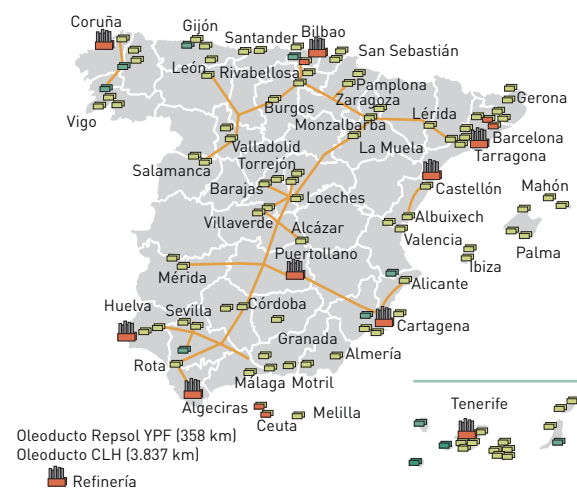 Coruña
Gijón
Santander
Bilbao
San Sebastián
León
Rivabellosa
Pamplona
Burgos
Zaragoza
Lérida
Gerona
Vigo
Monzalbarba
Valladolid
La Muela
Barcelona
Tarragona
Salamanca
Torrejón
Barajas
Loeches
Castellón
Mahón
Villaverde
Alcázar
Albuixech
Valencia
Palma
Puertollano
Ibiza
Mérida
Alicante
Huelva
Sevilla
Córdoba
Cartagena
Granada
Rota
Almería
Málaga
Motril
Algeciras
Ceuta
Melilla
Tenerife
Oleoducto Repsol YPF (358 km)
Oleoducto CLH (3.837 km)
Refinería